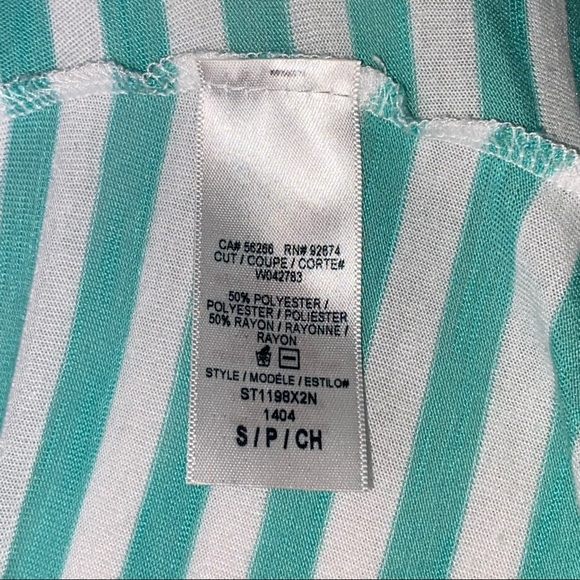 CA# 56266 RN# 92674
CUT / COUPE / CORTE#
W042783
50% POLYESTER /
POLYESTER / POLIESTER
50% RAYON / RAYONNE /
RAYON
STYLE / MODÈLE / ESTILO#
ST1198X2N
1404
S / P / CH